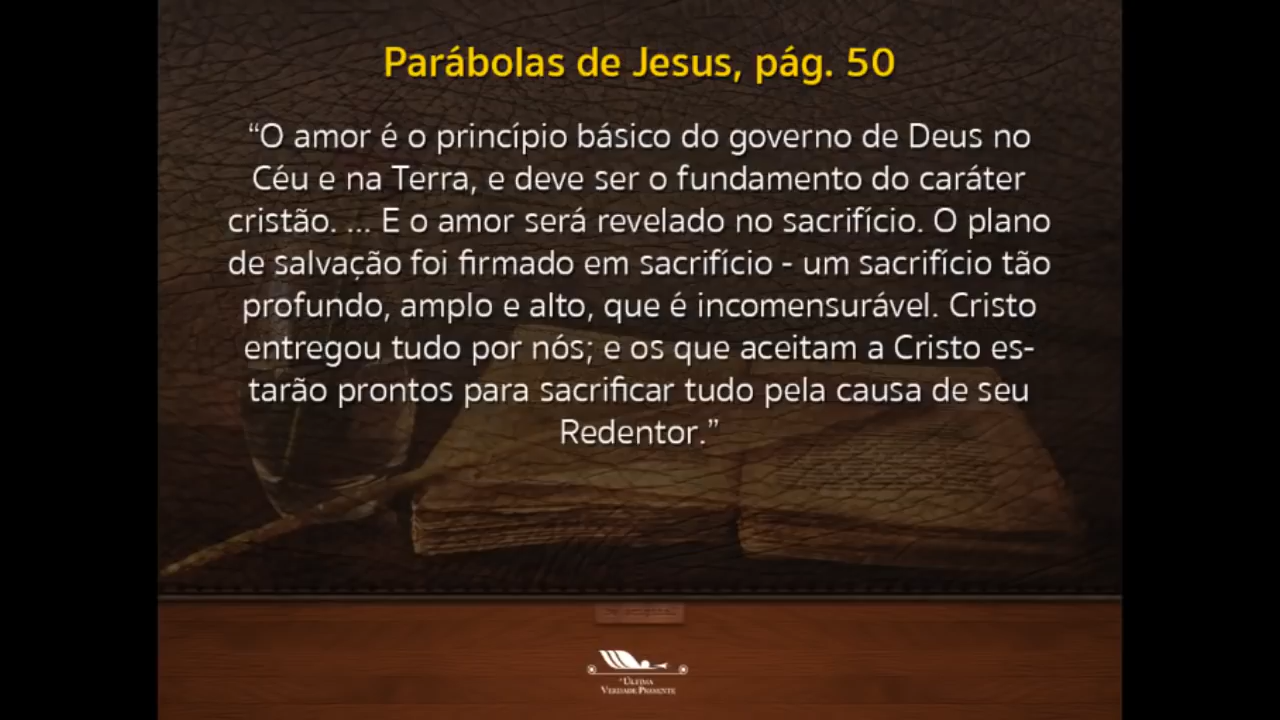 Parábolas de Jesus, pág. 50
“O amor é o princípio básico do governo de Deus no
Céu e na Terra, e deve ser o fundamento do caráter
cristão. ... E o amor será revelado no sacrifício. O plano
de salvação foi firmado em sacrifício - um sacrifício tão
profundo, amplo e alto, que é incomensurável. Cristo
entregou tudo por nós; e os que aceitam a Cristo es-
tarão prontos para sacrificar tudo pela causa de seu
Redentor.”
A Última
Verdade Presente